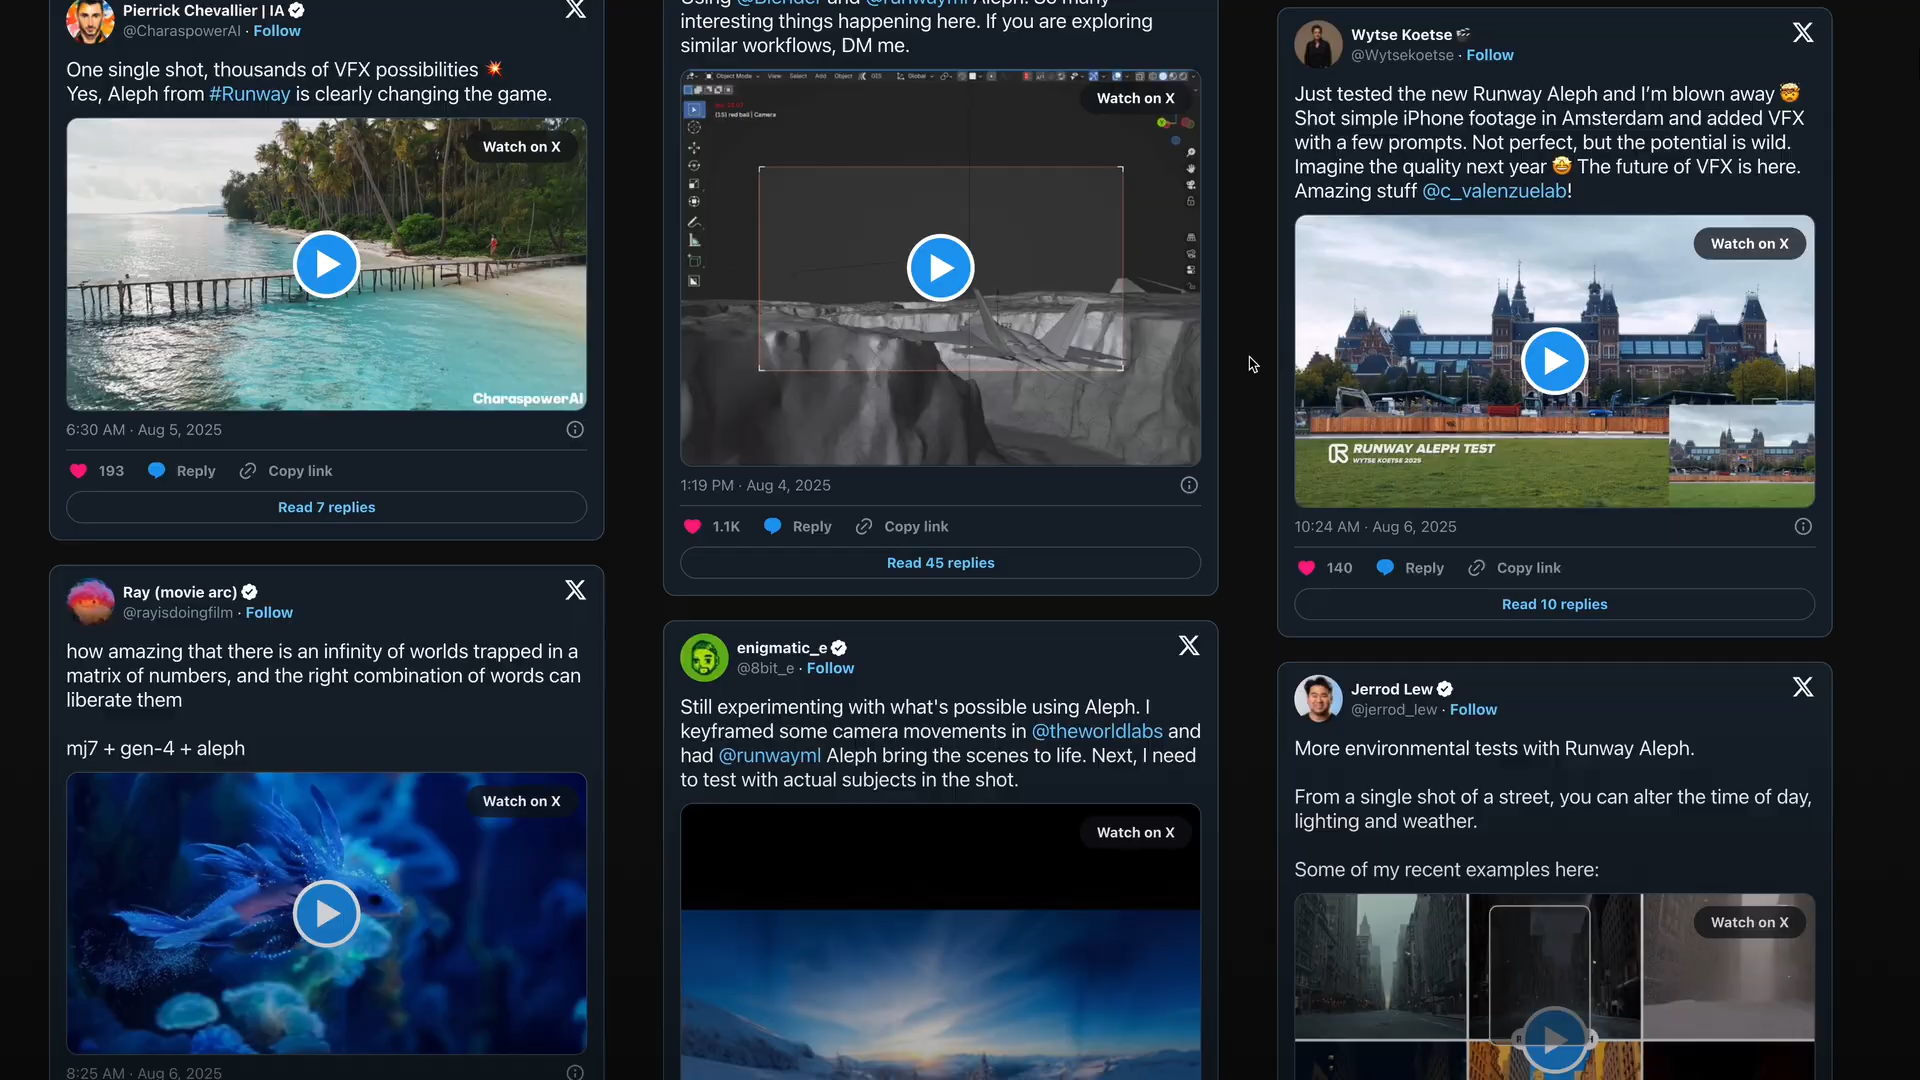 Pierrick Chevallier | IA
@CharaspowerAI · Follow
One single shot, thousands of VFX possibilities 💥
Yes, Aleph from #Runway is clearly changing the game.
Watch on X
CharaspowerAI
6:30 AM · Aug 5, 2025
193 Reply Copy link
Read 7 replies
Ray (movie arc)
@rayisdoingfilm · Follow
how amazing that there is an infinity of worlds trapped in a
matrix of numbers, and the right combination of words can
liberate them
mj7 + gen-4 + aleph
Watch on X
8:25 AM · Aug 6, 2025
Using @Blender and @runwayml Aleph. So many
interesting things happening here. If you are exploring
similar workflows, DM me.
Object Mode View Select Add Object GIS Global
(15) red ball | Camera
Watch on X
1:19 PM · Aug 4, 2025
1.1K Reply Copy link
Read 45 replies
enigmatic_e
@8bit_e · Follow
Still experimenting with what's possible using Aleph. I
keyframed some camera movements in @theworldlabs and
had @runwayml Aleph bring the scenes to life. Next, I need
to test with actual subjects in the shot.
Watch on X
Wytse Koetse
@Wytsekoetse · Follow
Just tested the new Runway Aleph and I’m blown away 🤯
Shot simple iPhone footage in Amsterdam and added VFX
with a few prompts. Not perfect, but the potential is wild.
Imagine the quality next year 🤩 The future of VFX is here.
Amazing stuff @c_valenzuelab!
Watch on X
RUNWAY ALEPH TEST
WYTSE KOETSE 2025
10:24 AM · Aug 6, 2025
140 Reply Copy link
Read 10 replies
Jerrod Lew
@jerrod_lew · Follow
More environmental tests with Runway Aleph.
From a single shot of a street, you can alter the time of day,
lighting and weather.
Some of my recent examples here:
Watch on X